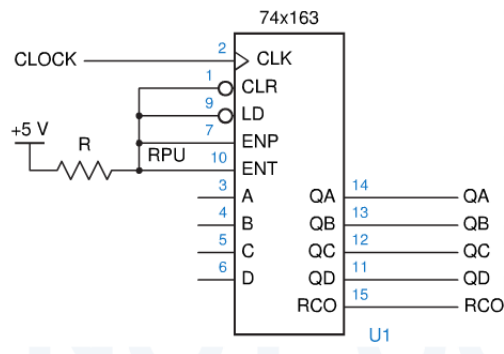 74x163
CLOCK 2 CLK
1 CLR
9 LD
+5 V R RPU 7 ENP
10 ENT
3 A QA 14 QA
4 B QB 13 QB
5 C QC 12 QC
6 D QD 11 QD
RCO 15 RCO
U1